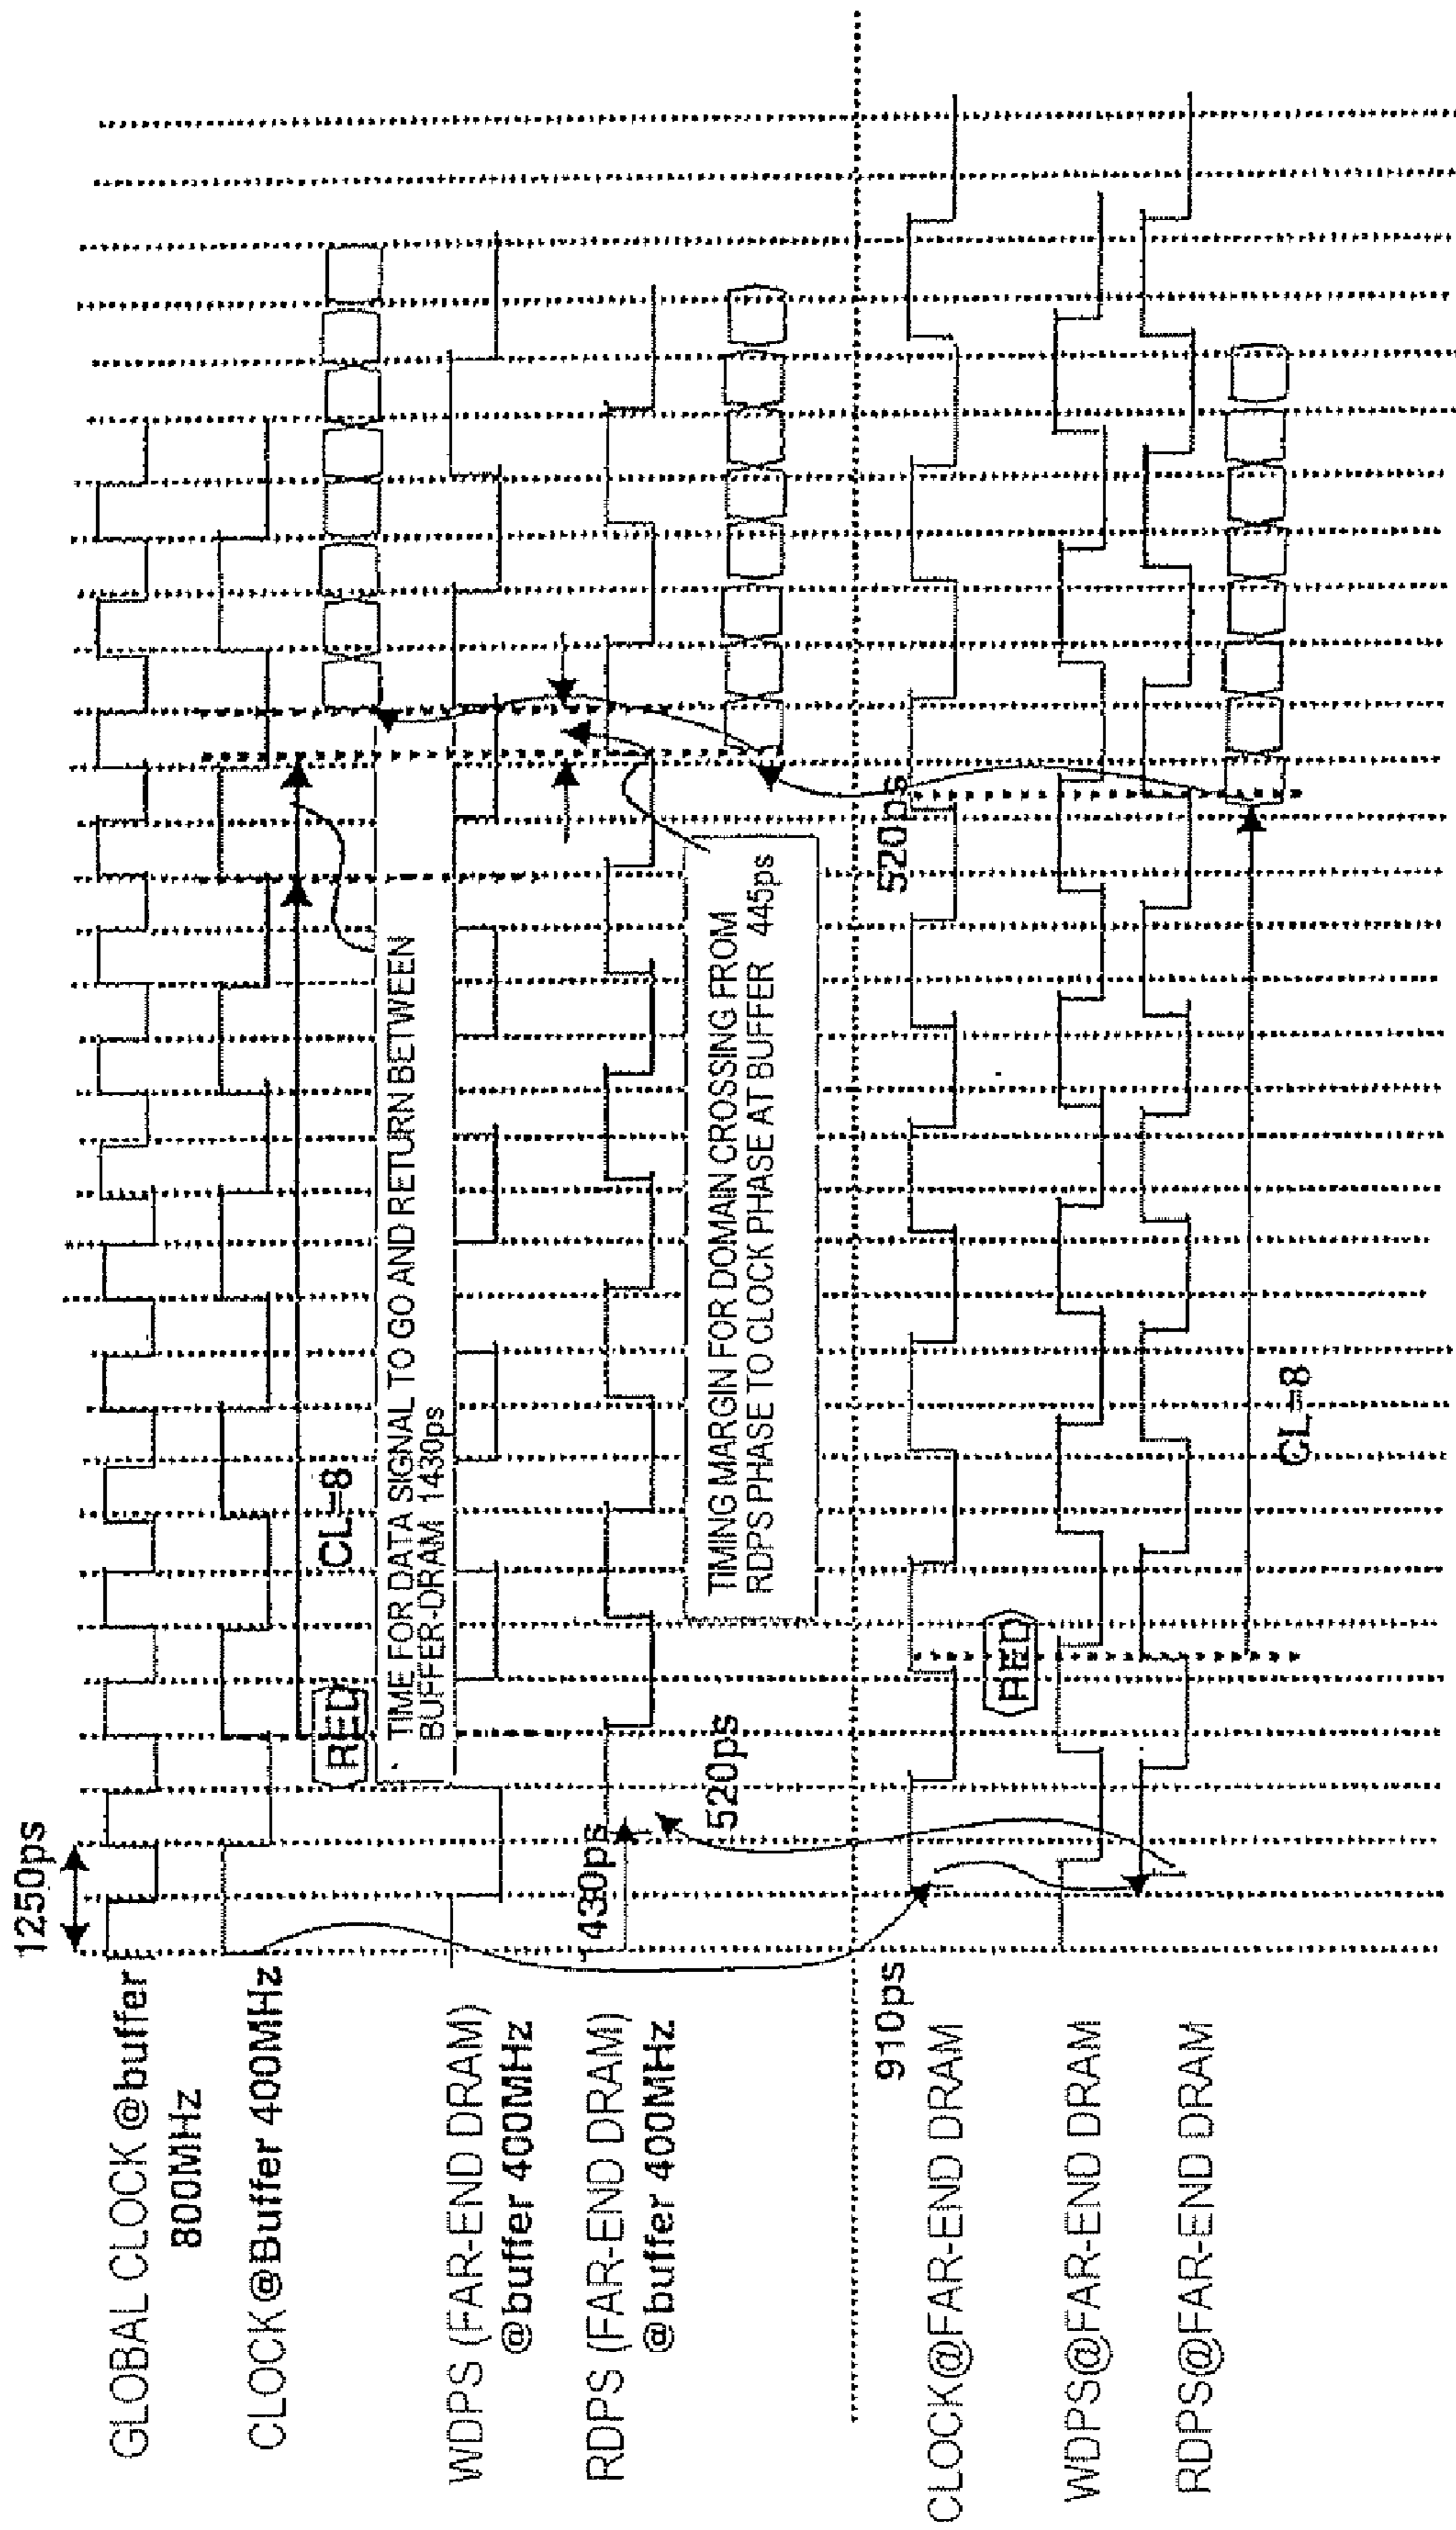 1250ps
GLOBAL CLOCK @buffer
800MHz
CLOCK@Buffer 400MHz
CL=8
RED
TIME FOR DATA SIGNAL TO GO AND RETURN BETWEEN
BUFFER-DRAM 1430ps
WDPS (FAR-END DRAM)
@buffer 400MHz
1430ps
RDPS (FAR-END DRAM)
@buffer 400MHz
TIMING MARGIN FOR DOMAIN CROSSING FROM
RDPS PHASE TO CLOCK PHASE AT BUFFER 445ps
520ps
910ps
520ps
CLOCK@FAR-END DRAM
RED
WDPS@FAR-END DRAM
RDPS@FAR-END DRAM
CL=8